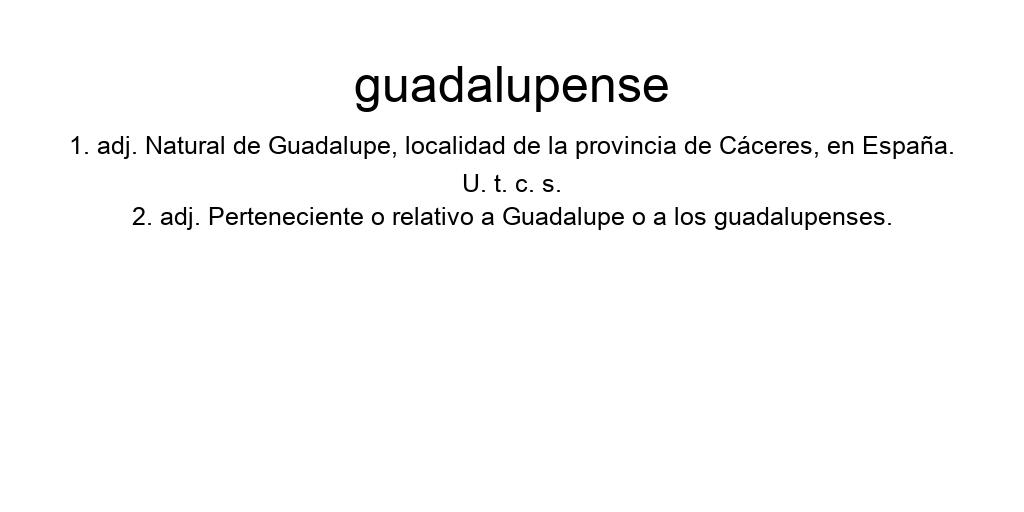 guadalupense
1. adj. Natural de Guadalupe, localidad de la provincia de Cáceres, en España.
U. t. c. s.
2. adj. Perteneciente o relativo a Guadalupe o a los guadalupenses.